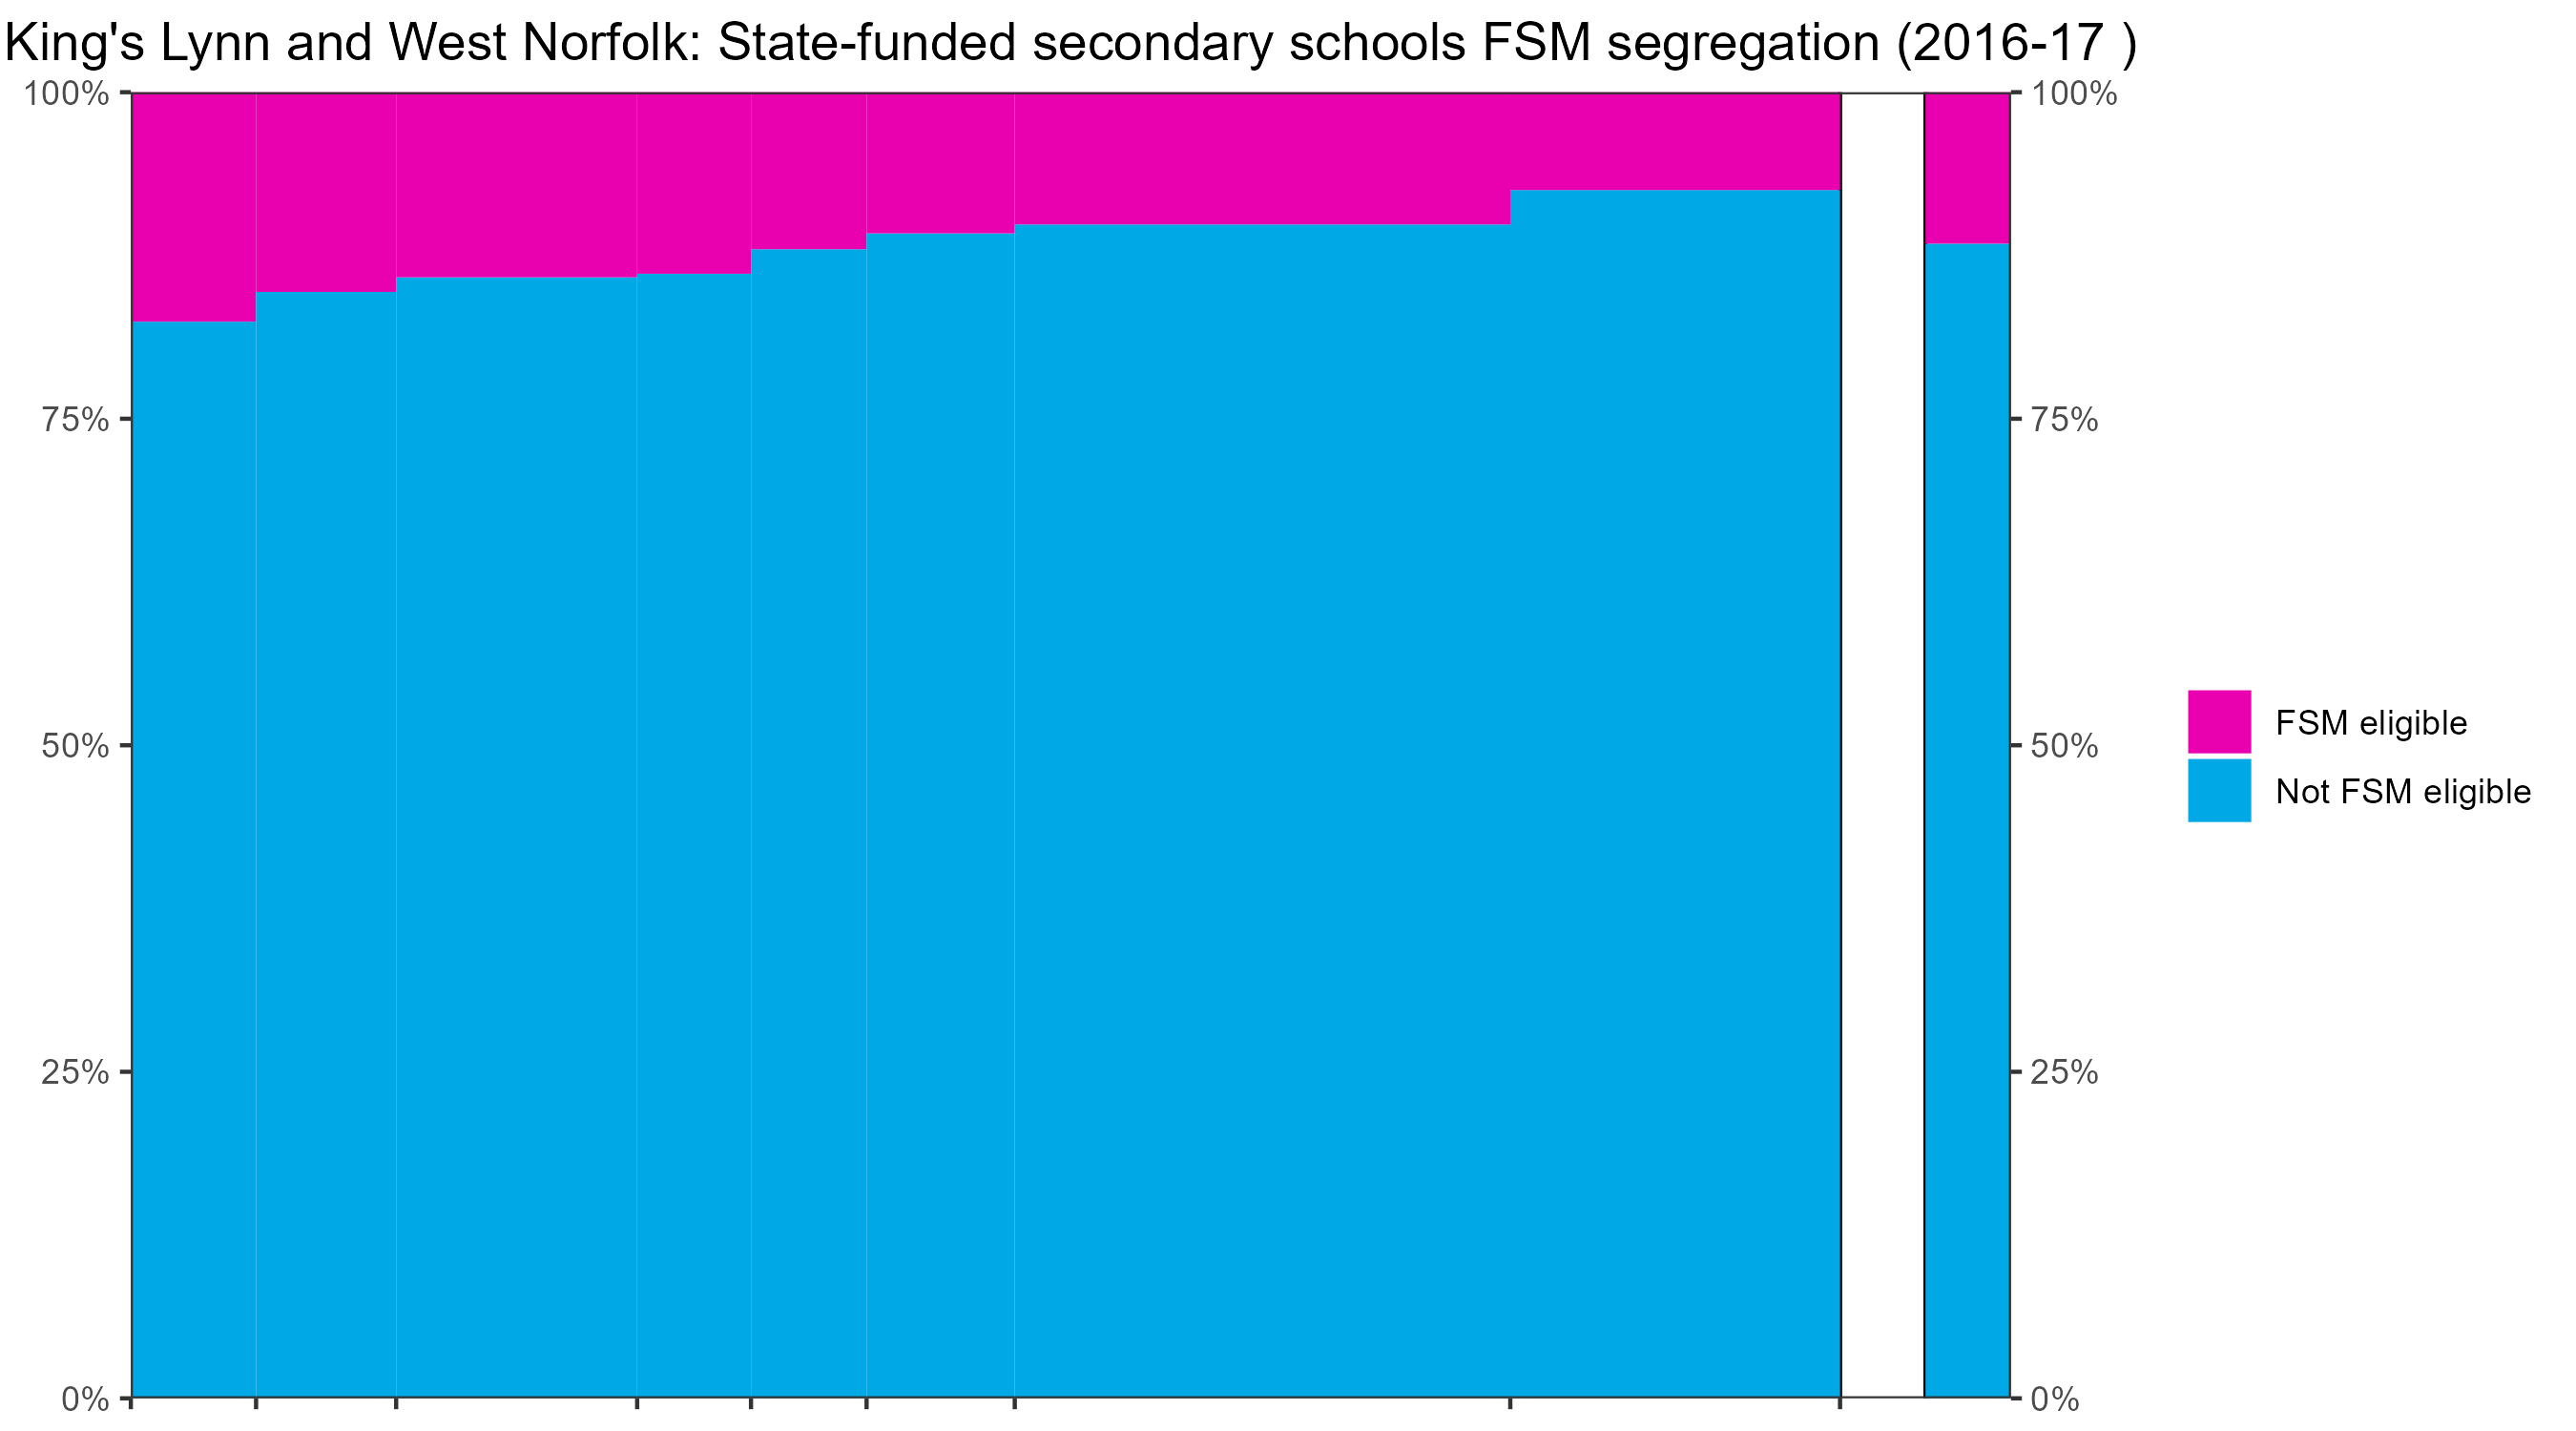 King's Lynn and West Norfolk: State-funded secondary schools FSM segregation (2016-17 )
100% 100%
75% 75%
50% 50%
FSM eligible
Not FSM eligible
25% 25%
0% 0%